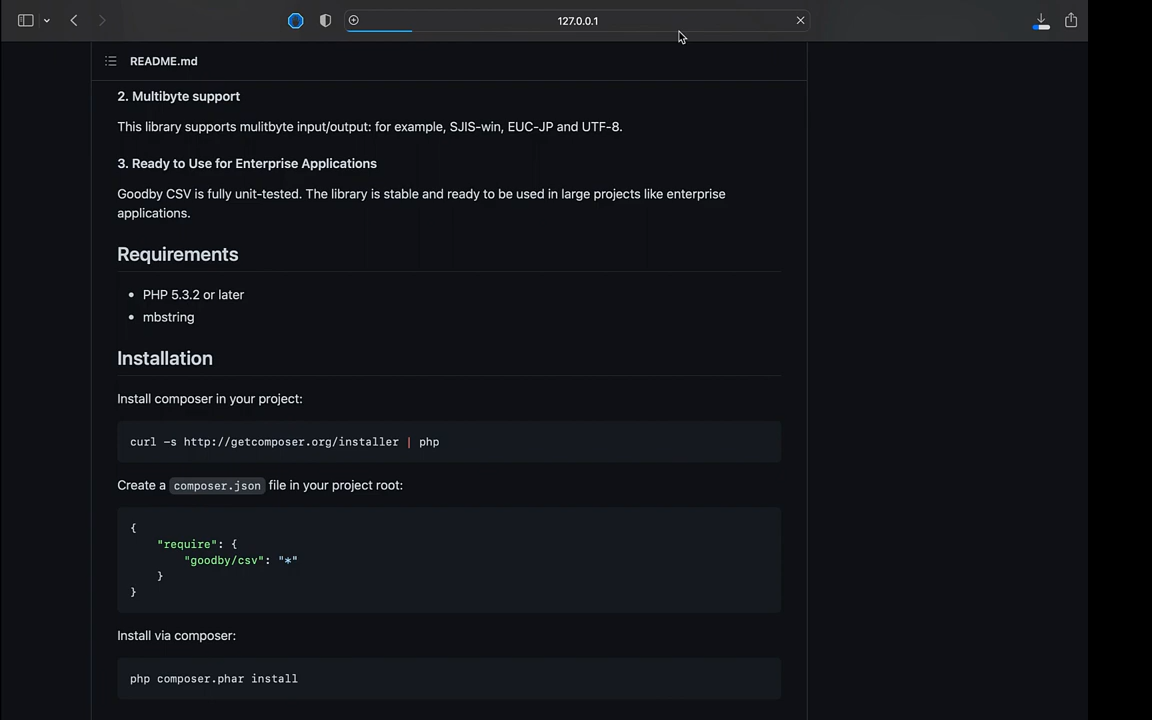 127.0.0.1
README.md
2. Multibyte support
This library supports mulitbyte input/output: for example, SJIS-win, EUC-JP and UTF-8.
3. Ready to Use for Enterprise Applications
Goodby CSV is fully unit-tested. The library is stable and ready to be used in large projects like enterprise
applications.
Requirements
• PHP 5.3.2 or later
• mbstring
Installation
Install composer in your project:
curl -s http://getcomposer.org/installer | php
Create a composer.json file in your project root:
{
    "require": {
        "goodby/csv": "*"
    }
}
Install via composer:
php composer.phar install